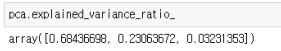 pca.explained_variance_ratio_
array([0.68436698, 0.23063672, 0.03231353])